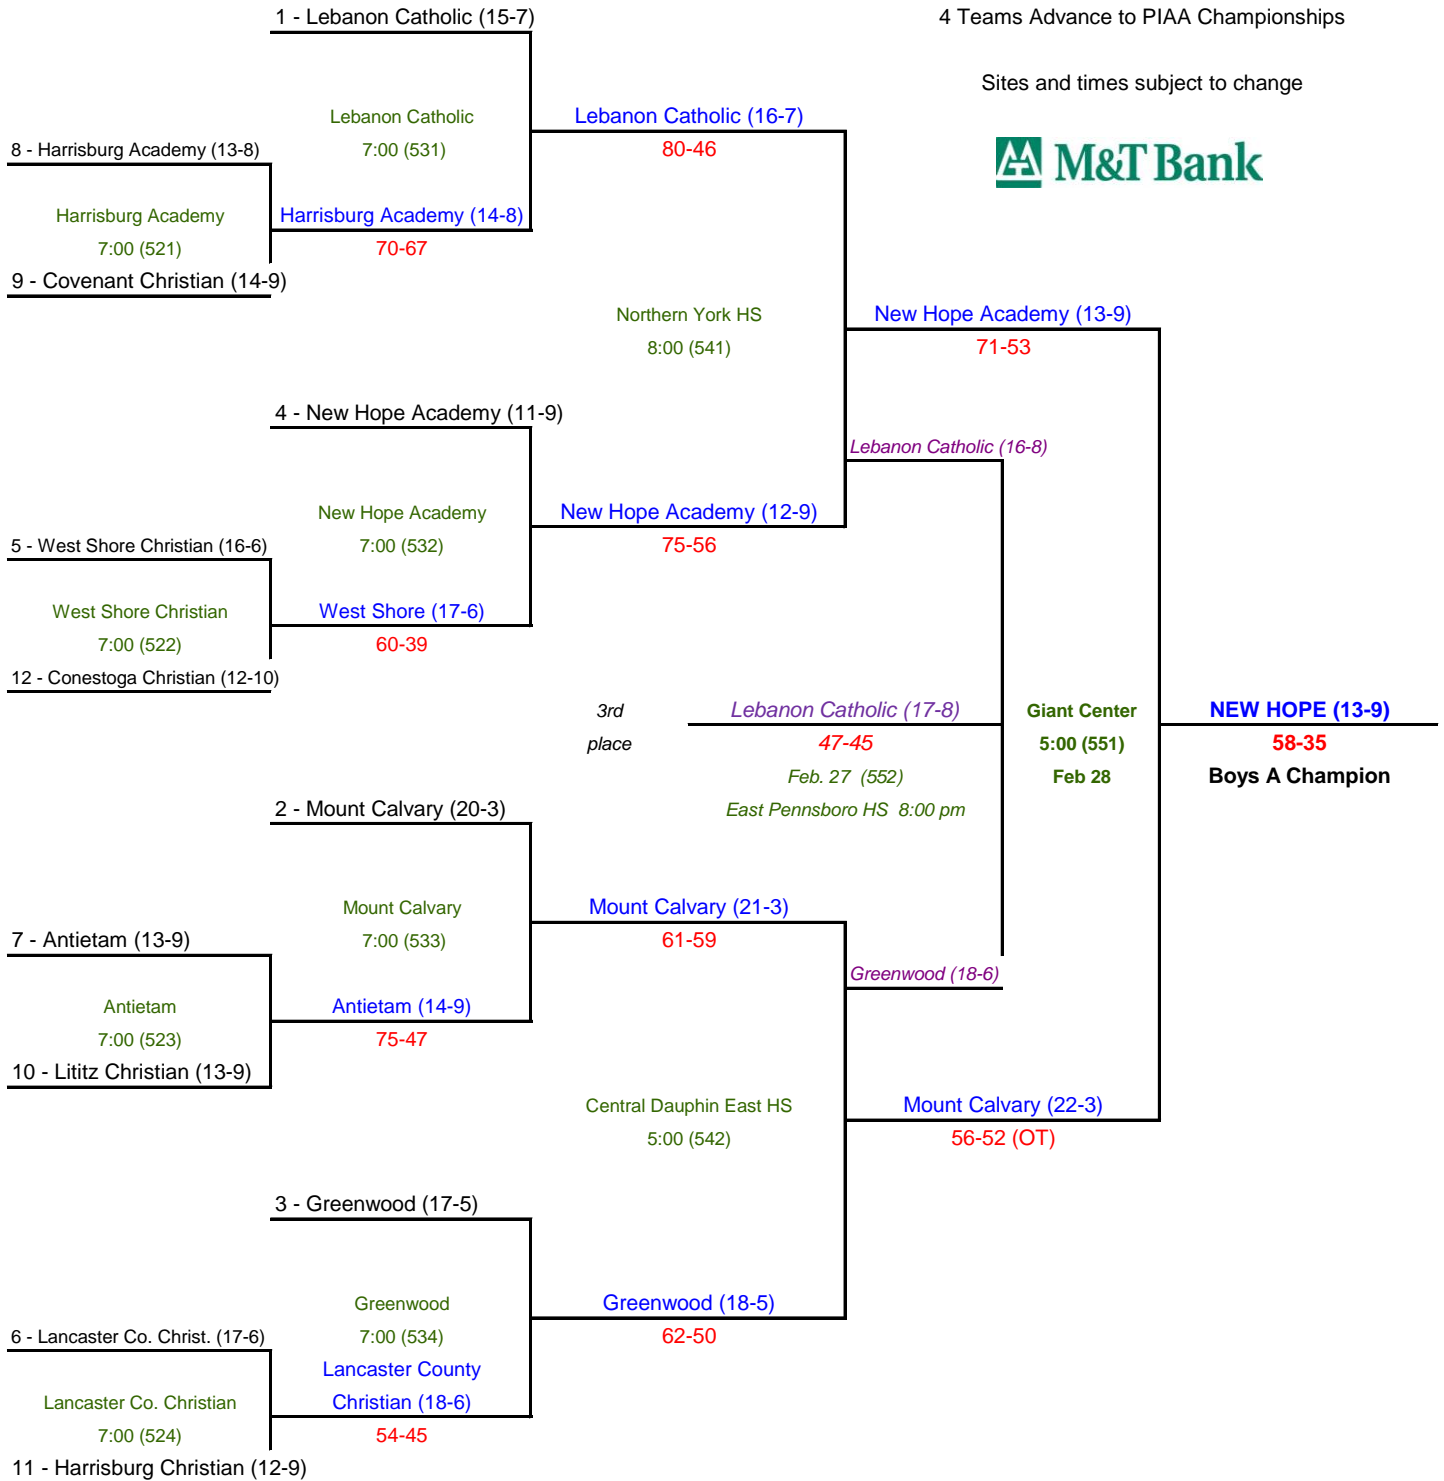 1 - Lebanon Catholic (15-7)
4 Teams Advance to PIAA Championships
Sites and times subject to change
Lebanon Catholic
7:00 (531)
Lebanon Catholic (16-7)
80-46
M&T Bank
8 - Harrisburg Academy (13-8)
Harrisburg Academy
7:00 (521)
Harrisburg Academy (14-8)
70-67
9 - Covenant Christian (14-9)
Northern York HS
8:00 (541)
New Hope Academy (13-9)
71-53
4 - New Hope Academy (11-9)
Lebanon Catholic (16-8)
New Hope Academy
7:00 (532)
New Hope Academy (12-9)
75-56
5 - West Shore Christian (16-6)
West Shore Christian
7:00 (522)
West Shore (17-6)
60-39
12 - Conestoga Christian (12-10)
3rd
place
Lebanon Catholic (17-8)
47-45
Feb. 27 (552)
East Pennsboro HS 8:00 pm
Giant Center
5:00 (551)
Feb 28
NEW HOPE (13-9)
58-35
Boys A Champion
2 - Mount Calvary (20-3)
Mount Calvary
7:00 (533)
Mount Calvary (21-3)
61-59
7 - Antietam (13-9)
Antietam
7:00 (523)
Antietam (14-9)
75-47
10 - Lititz Christian (13-9)
Greenwood (18-6)
Central Dauphin East HS
5:00 (542)
Mount Calvary (22-3)
56-52 (OT)
3 - Greenwood (17-5)
Greenwood
7:00 (534)
Greenwood (18-5)
62-50
6 - Lancaster Co. Christ. (17-6)
Lancaster Co. Christian
7:00 (524)
Lancaster County
Christian (18-6)
54-45
11 - Harrisburg Christian (12-9)